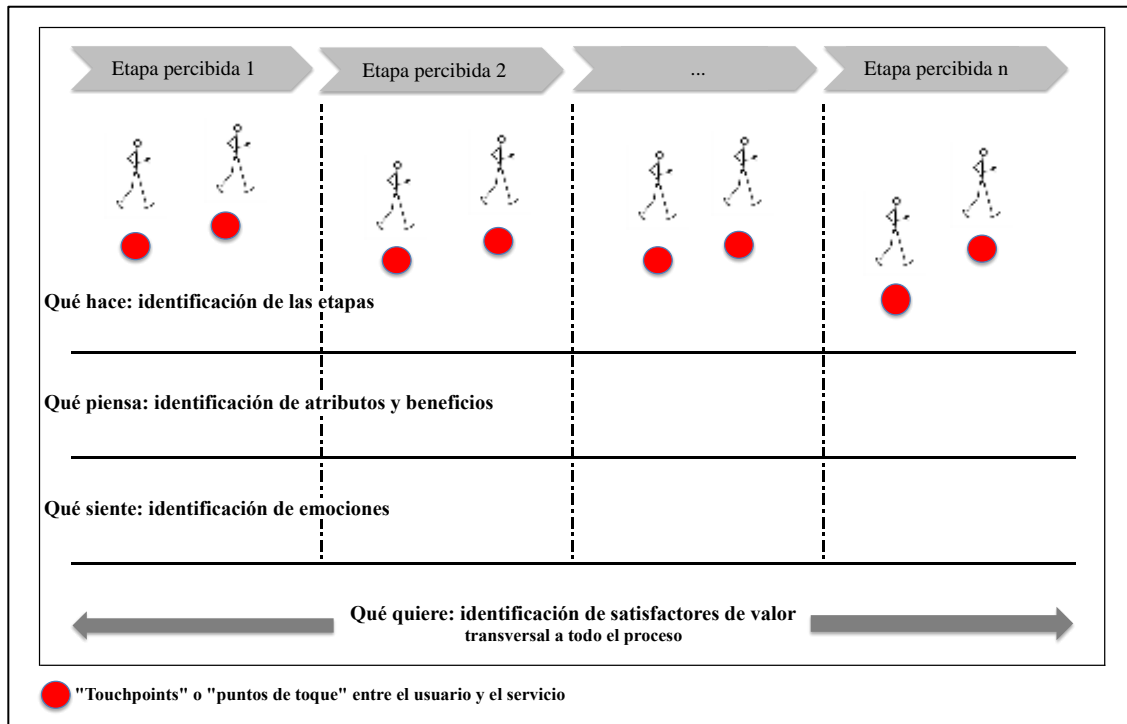 Etapa percibida 1
Etapa percibida 2
...
Etapa percibida n
Qué hace: identificación de las etapas
Qué piensa: identificación de atributos y beneficios
Qué siente: identificación de emociones
Qué quiere: identificación de satisfactores de valor
transversal a todo el proceso
"Touchpoints" o "puntos de toque" entre el usuario y el servicio